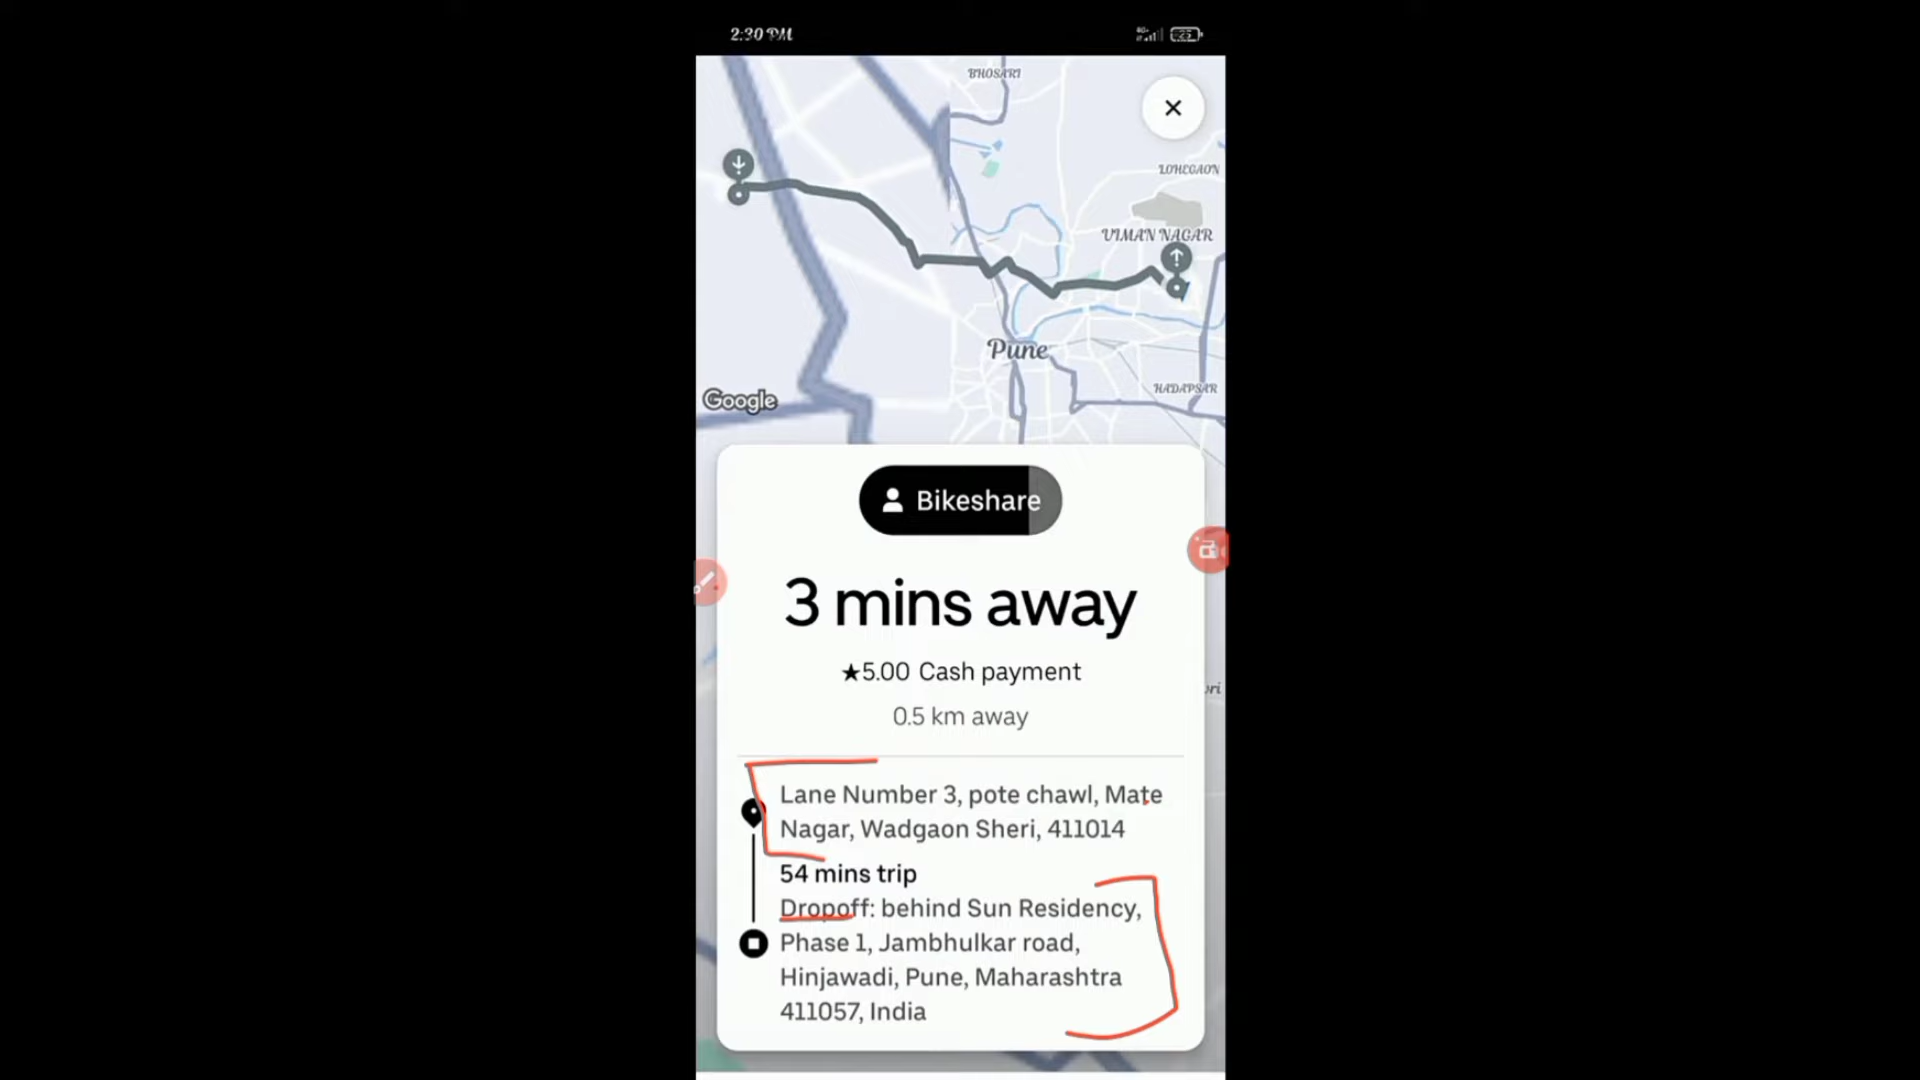 2:30 PM
4G+
25
BHOSARI
LOHEGAON
VIMAN NAGAR
Pune
HADAPSAR
Google
Bikeshare
3 mins away
★5.00 Cash payment
0.5 km away
Lane Number 3, pote chawl, Mate
Nagar, Wadgaon Sheri, 411014
54 mins trip
Dropoff: behind Sun Residency,
Phase 1, Jambhulkar road,
Hinjawadi, Pune, Maharashtra
411057, India